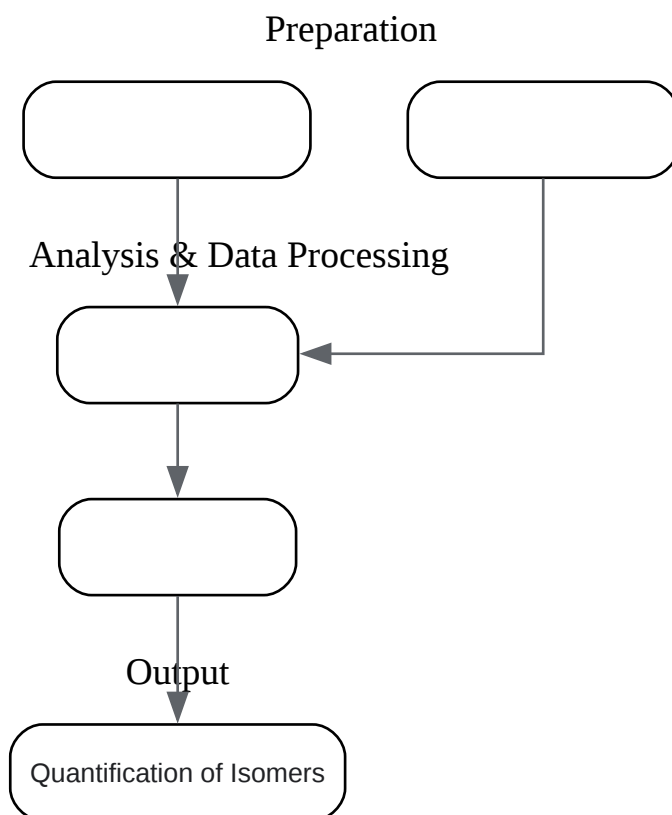 Preparation
Analysis & Data Processing
Output
Quantification of Isomers